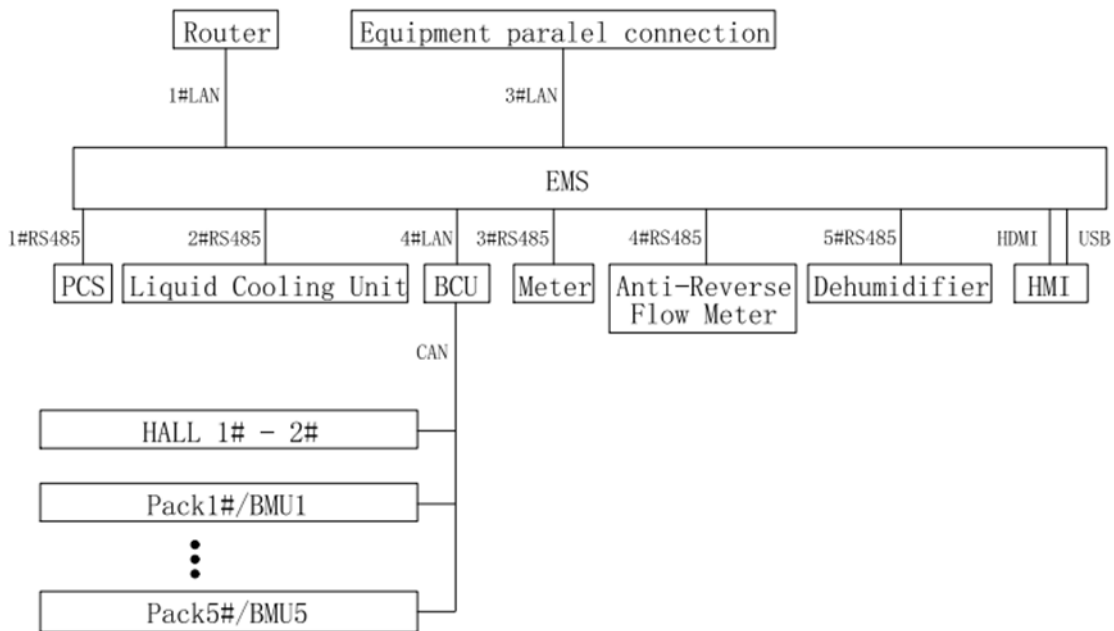 Router
Equipment paralel connection
1#LAN
3#LAN
EMS
1#RS485
2#RS485
4#LAN
3#RS485
4#RS485
5#RS485
HDMI
USB
PCS
Liquid Cooling Unit
BCU
Meter
Anti-Reverse
Flow Meter
Dehumidifier
HMI
CAN
HALL 1# - 2#
Pack1#/BMU1
Pack5#/BMU5